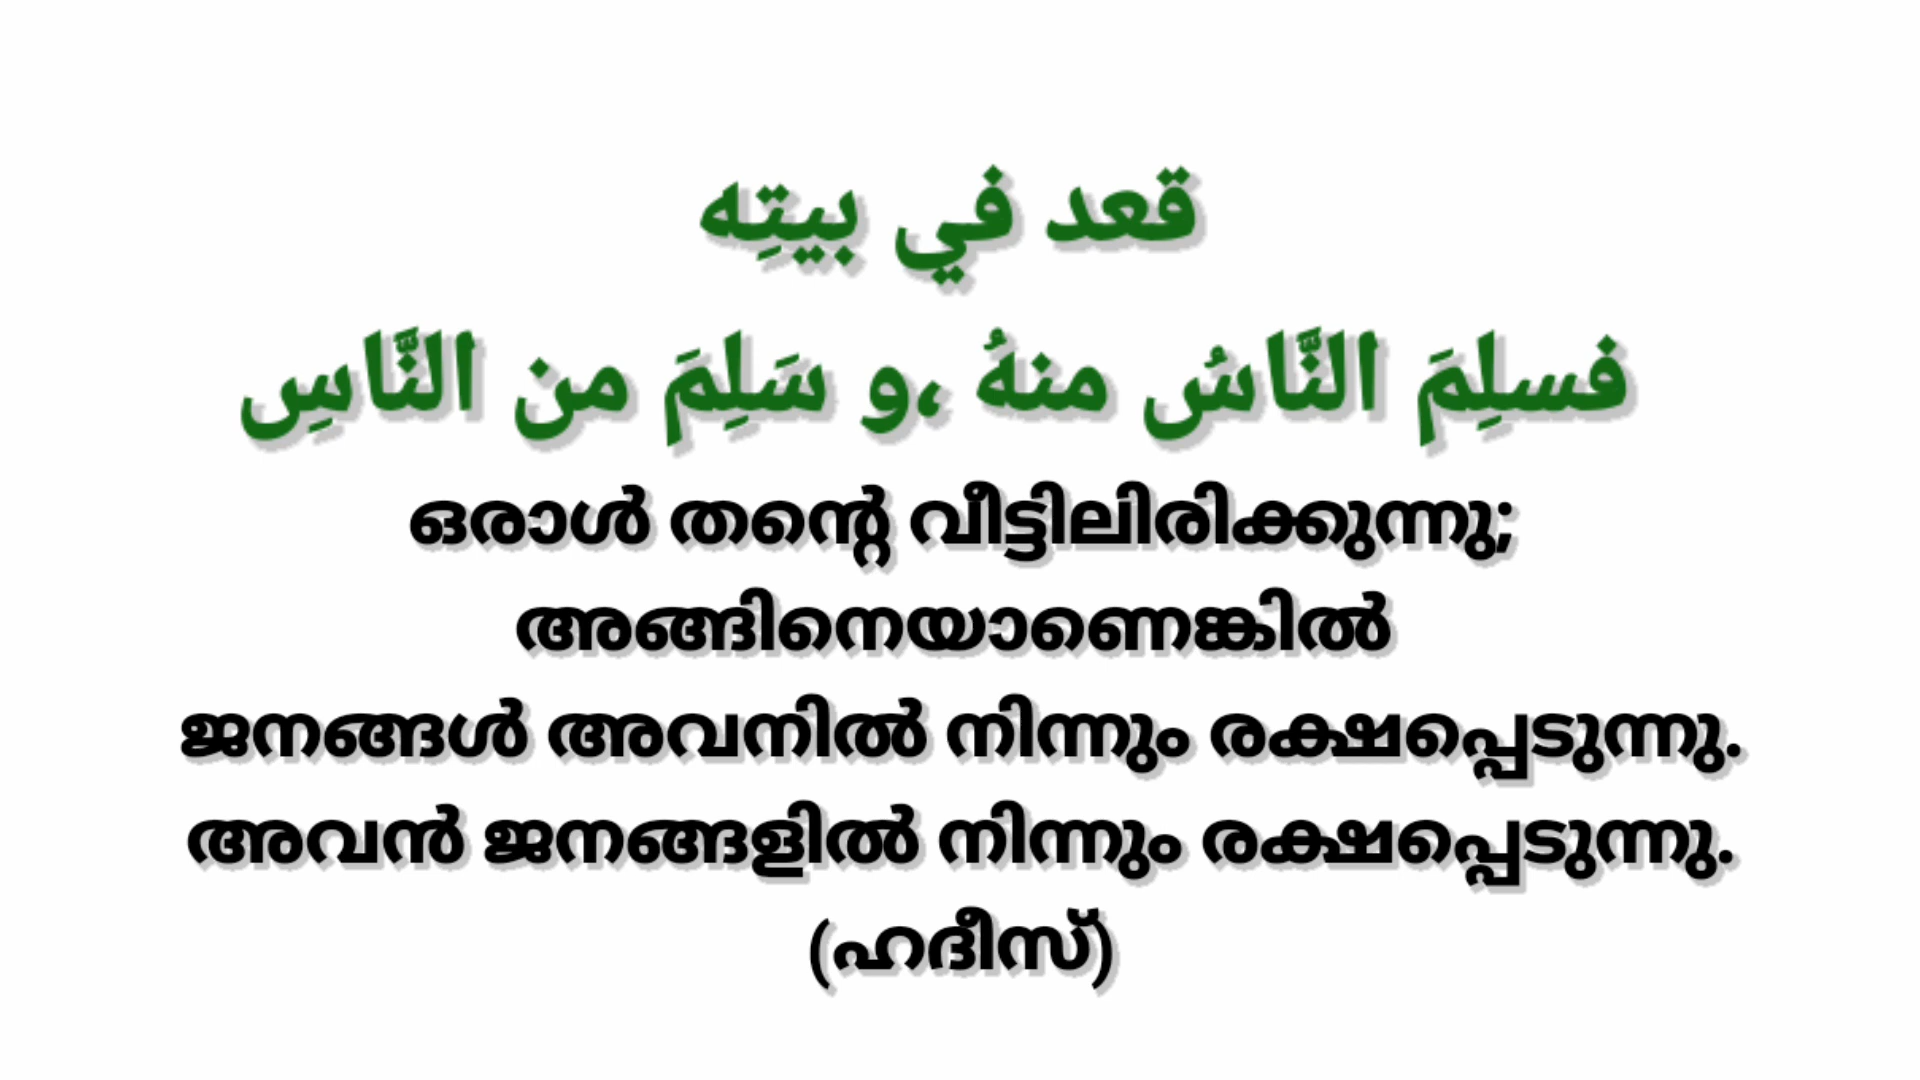 قعد في بيتِه
فسلِمَ النَّاسُ منهُ ،و سَلِمَ من النَّاسِ
ഒരാൾ തന്റെ വീട്ടിലിരിക്കുന്നു;
അങ്ങിനെയാണെങ്കിൽ
ജനങ്ങൾ അവനിൽ നിന്നും രക്ഷപ്പെടുന്നു.
അവൻ ജനങ്ങളിൽ നിന്നും രക്ഷപ്പെടുന്നു.
(ഹദീസ്)